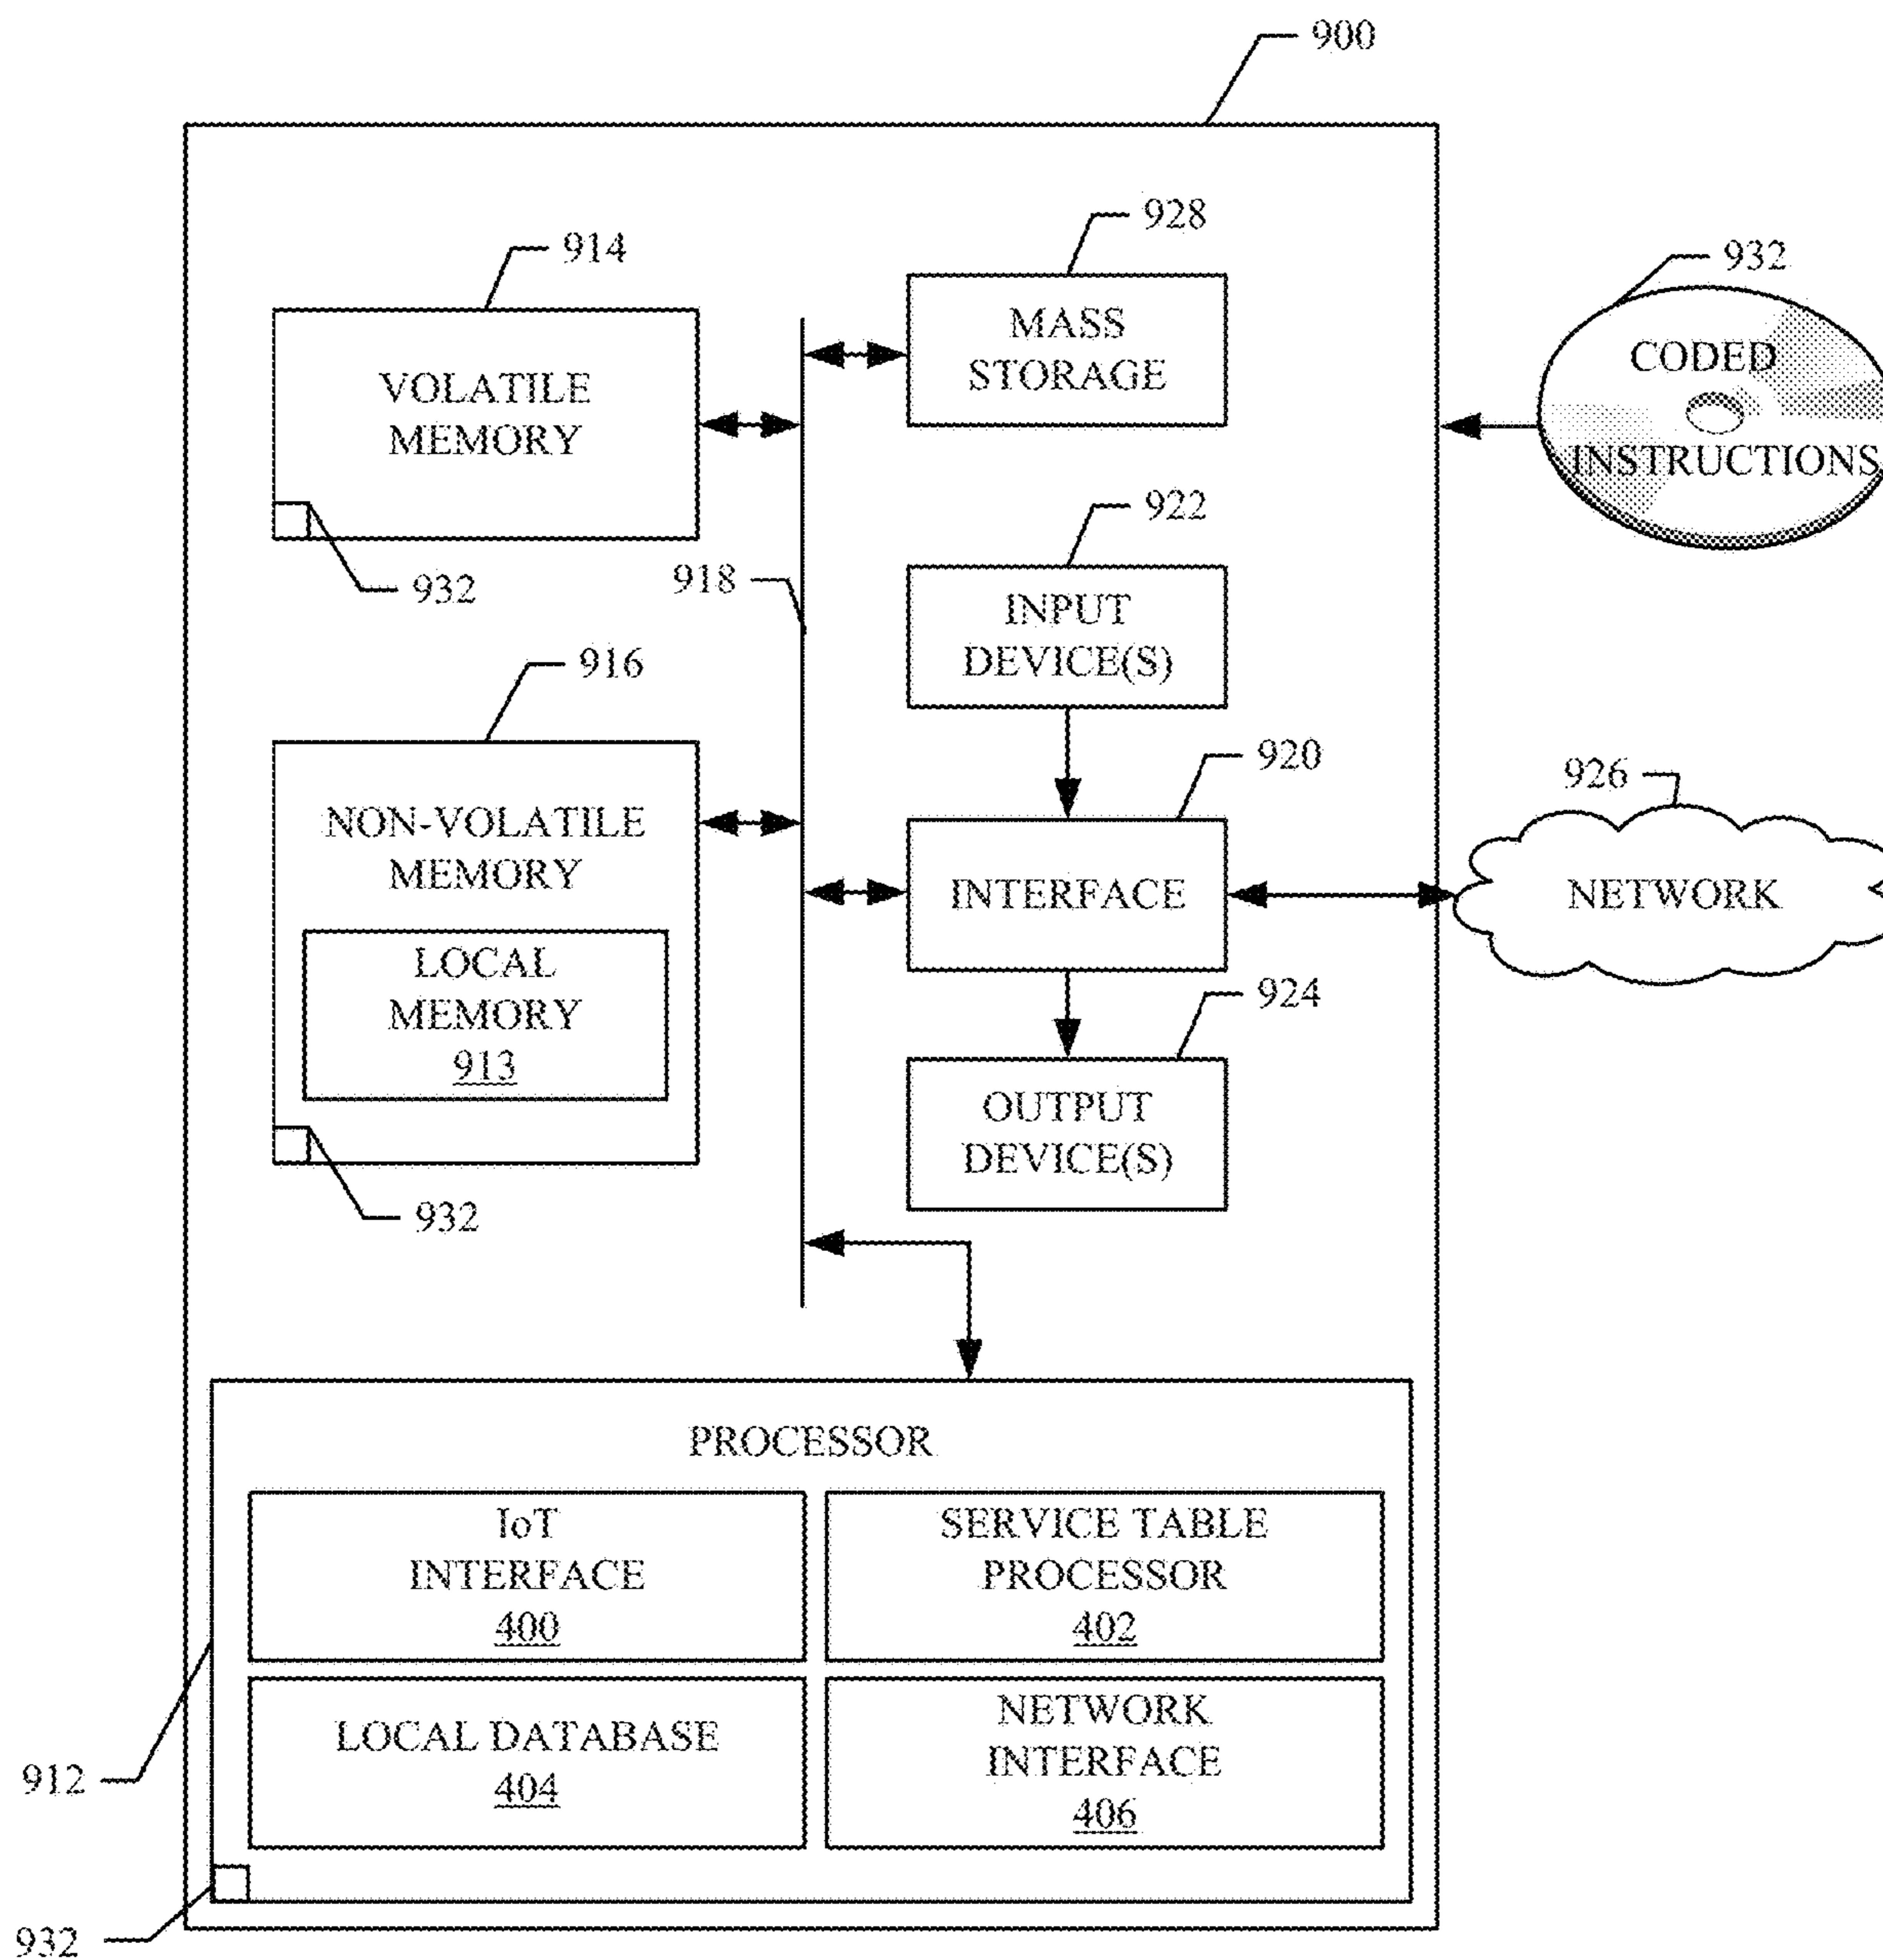 900
928
914
932
MASS
STORAGE
VOLATILE
MEMORY
CODED
INSTRUCTIONS
922
918
932
INPUT
DEVICE(S)
916
920
926
NON-VOLATILE
MEMORY
INTERFACE
NETWORK
LOCAL
MEMORY
913
924
OUTPUT
DEVICE(S)
932
PROCESSOR
IoT
INTERFACE
400
SERVICE TABLE
PROCESSOR
402
LOCAL DATABASE
404
NETWORK
INTERFACE
406
912
932